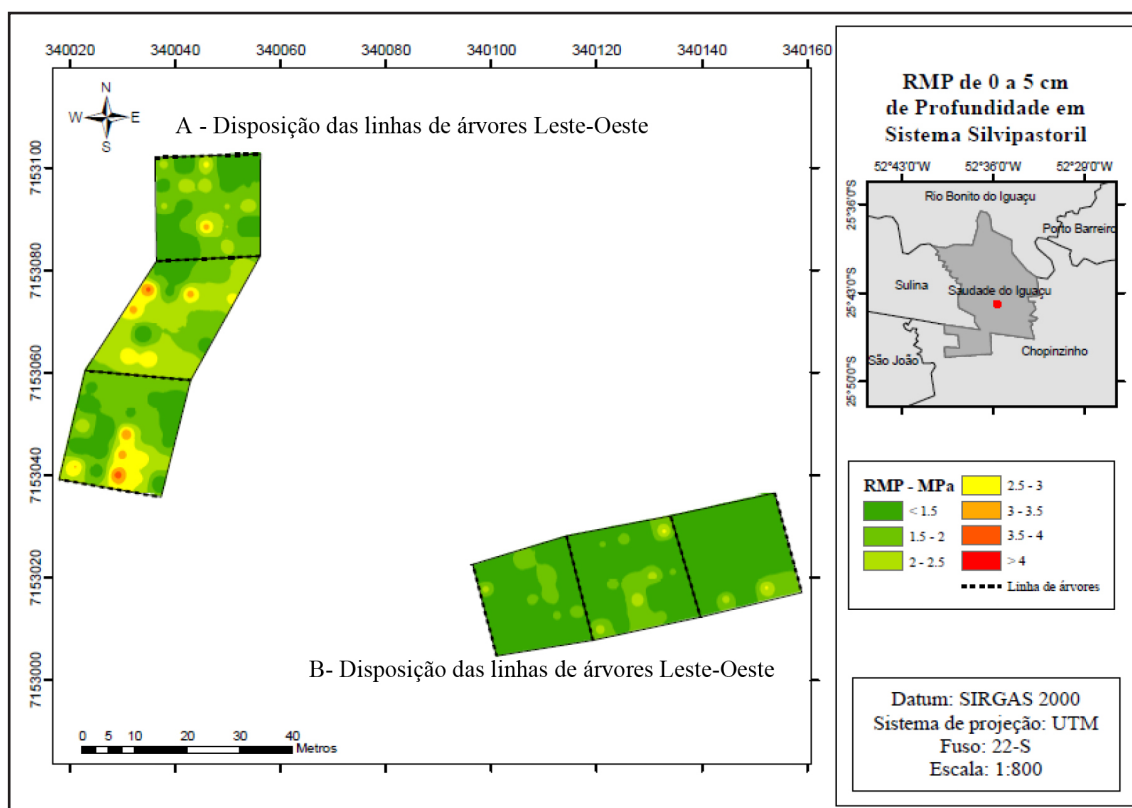 340020 340040 340060 340080 340100 340120 340140 340160
7153100
7153080
7153060
7153040
7153020
7153000
N
W E
S
A - Disposição das linhas de árvores Leste-Oeste
B- Disposição das linhas de árvores Leste-Oeste
0 5 10 20 30 40
Metros
RMP de 0 a 5 cm
de Profundidade em
Sistema Silvipastoril
52°43'0"W 52°36'0"W 52°29'0"W
25°36'0"S
25°43'0"S
25°50'0"S
Rio Bonito do Iguaçu
Porto Barreiro
Sulina
Saudade do Iguaçu
São João
Chopinzinho
RMP - MPa
< 1.5
1.5 - 2
2 - 2.5
2.5 - 3
3 - 3.5
3.5 - 4
> 4
Linha de árvores
Datum: SIRGAS 2000
Sistema de projeção: UTM
Fuso: 22-S
Escala: 1:800